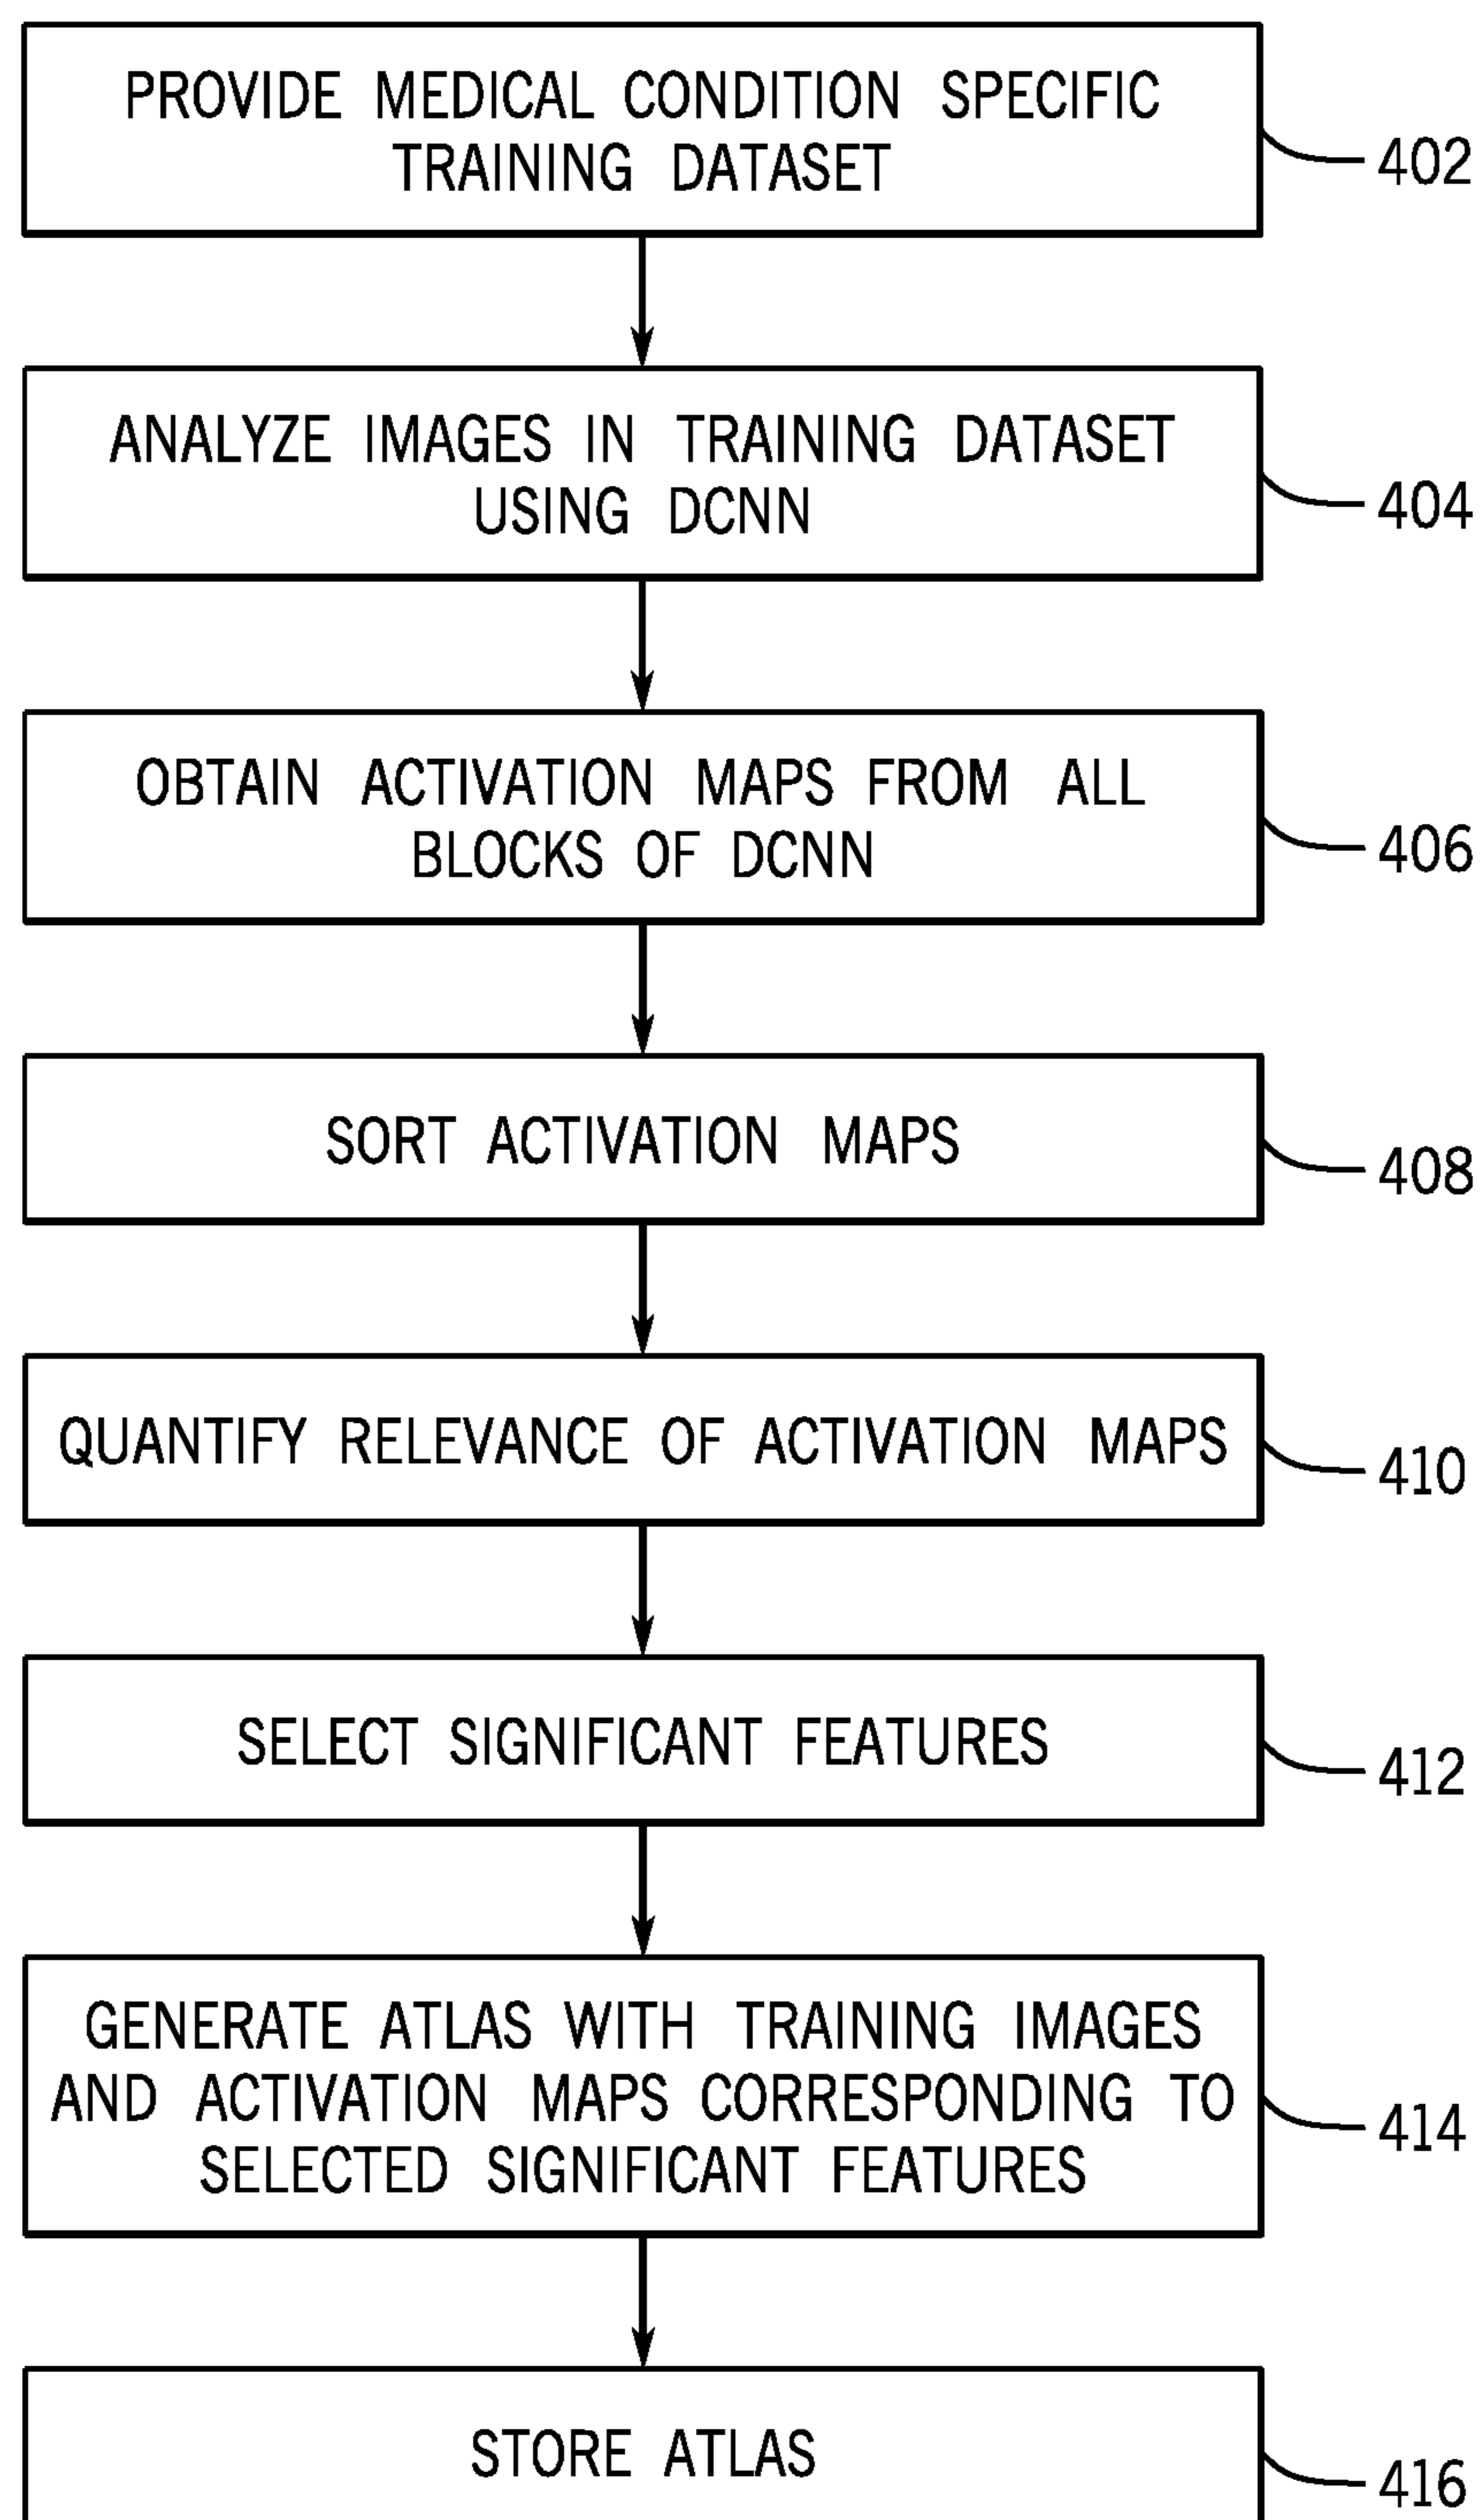 PROVIDE MEDICAL CONDITION SPECIFIC
TRAINING DATASET
402
ANALYZE IMAGES IN TRAINING DATASET
USING DCNN
404
OBTAIN ACTIVATION MAPS FROM ALL
BLOCKS OF DCNN
406
SORT ACTIVATION MAPS
408
QUANTIFY RELEVANCE OF ACTIVATION MAPS
410
SELECT SIGNIFICANT FEATURES
412
GENERATE ATLAS WITH TRAINING IMAGES
AND ACTIVATION MAPS CORRESPONDING TO
SELECTED SIGNIFICANT FEATURES
414
STORE ATLAS
416